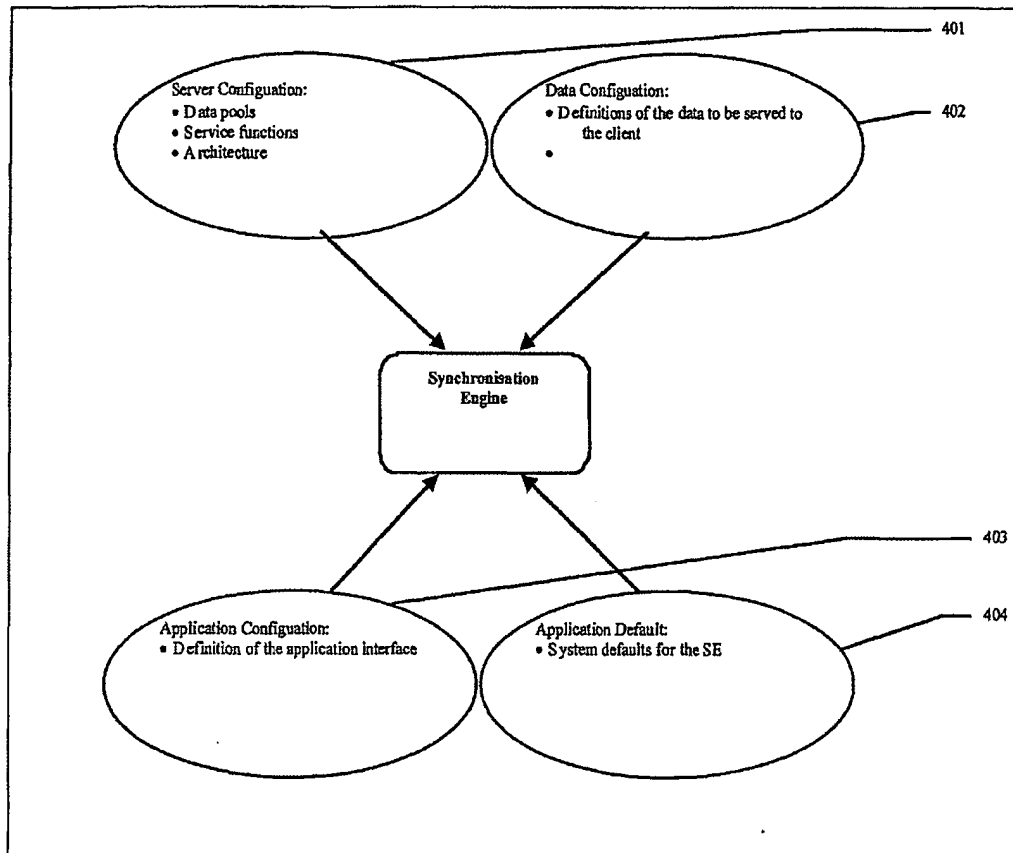 401
Server Configuation:
• Data pools
• Service functions
• Architecture
Data Configuation:
• Definitions of the data to be served to
the client
•
402
Synchronisation
Engine
403
Application Configuation:
• Definition of the application interface
Application Default:
• System defaults for the SE
404